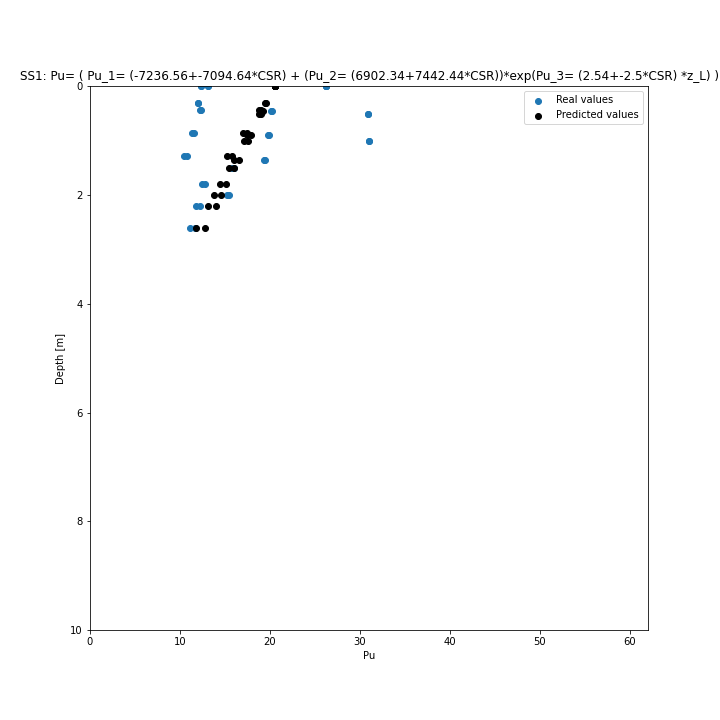 SS1: Pu= ( Pu_1= (-7236.56+-7094.64*CSR) + (Pu_2= (6902.34+7442.44*CSR))*exp(Pu_3= (2.54+-2.5*CSR) *z_L) )
Real values
Predicted values
0
2
4
6
8
10
Depth [m]
0 10 20 30 40 50 60
Pu